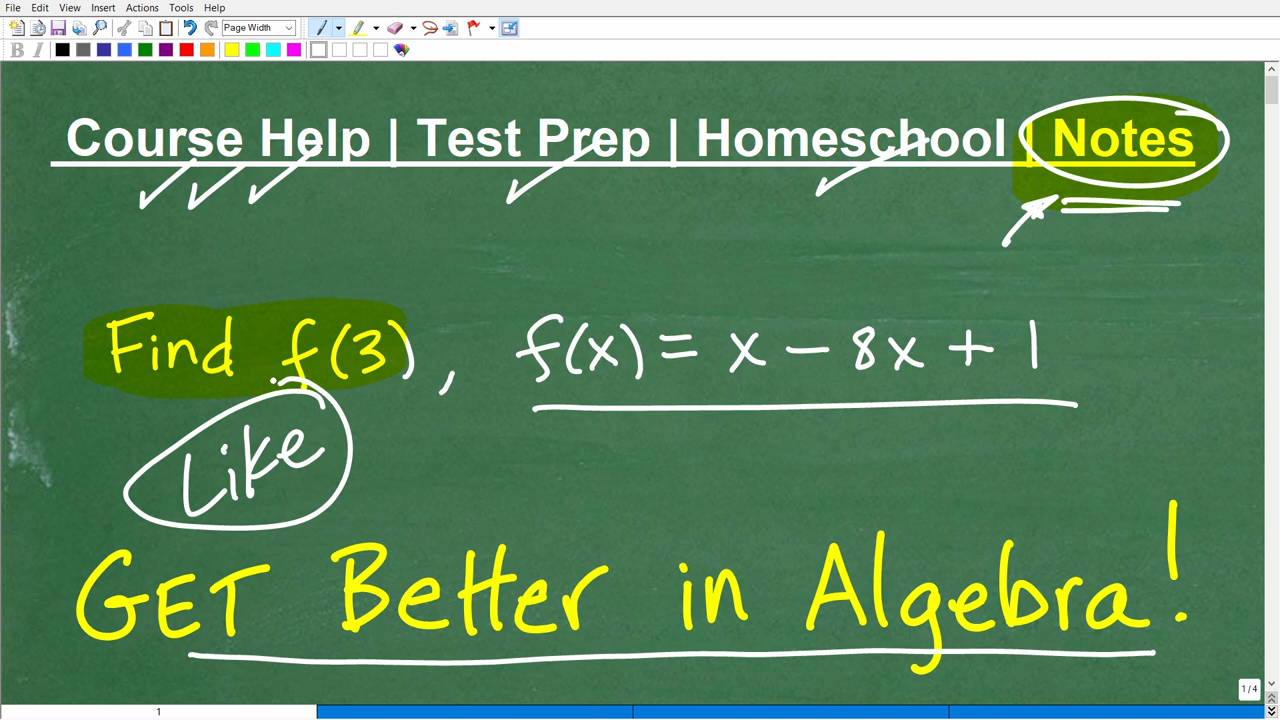 File Edit View Insert Actions Tools Help
Page Width
B I
Course Help | Test Prep | Homeschool | Notes
Find f(3), f(x) = x - 8x + 1
Like
GET Better in Algebra!
1/4
1